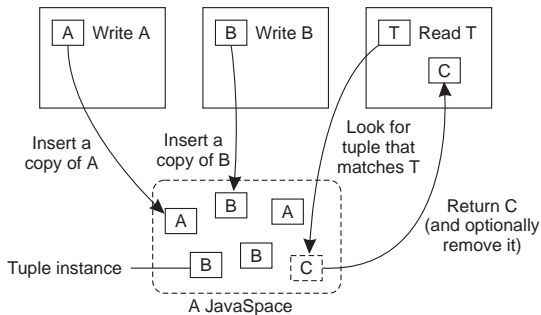 A Write A
B Write B
T Read T
C
Insert a
copy of A
Insert a
copy of B
Look for
tuple that
matches T
Return C
(and optionally
remove it)
A
B
A
B
B
C
Tuple instance
A JavaSpace